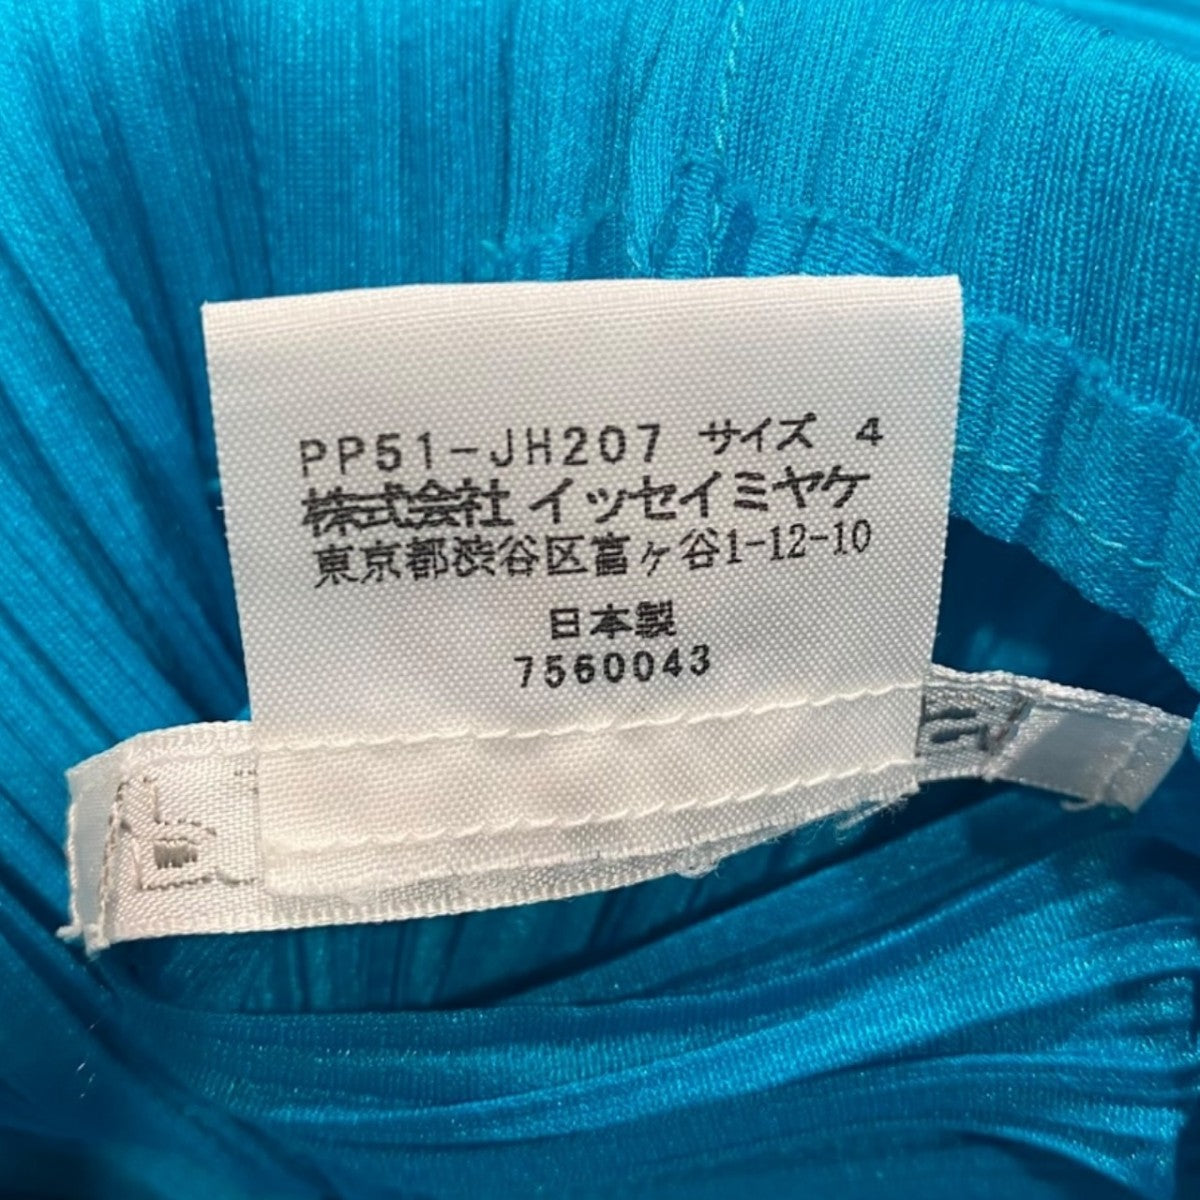 PP51-JH207 サイズ 4
株式会社 イッセイミヤケ
東京都渋谷区富ヶ谷1-12-10
日本製
7560043